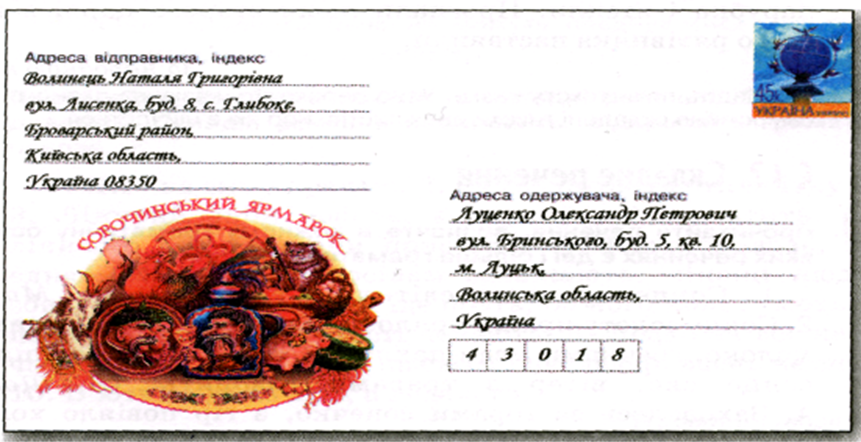 Адреса відправника, індекс
Волинець Наталя Григорівна
вул. Лисенка, буд. 8, с. Глибоке,
Броварський район,
Київська область,
Україна 08350
45к
УКРАЇНА
СОРОЧИНСЬКИЙ ЯРМАРОК
Адреса одержувача, індекс
Луценко Олександр Петрович
вул. Бринського, буд. 5, кв. 10,
м. Луцьк,
Волинська область,
Україна
4 3 0 1 8